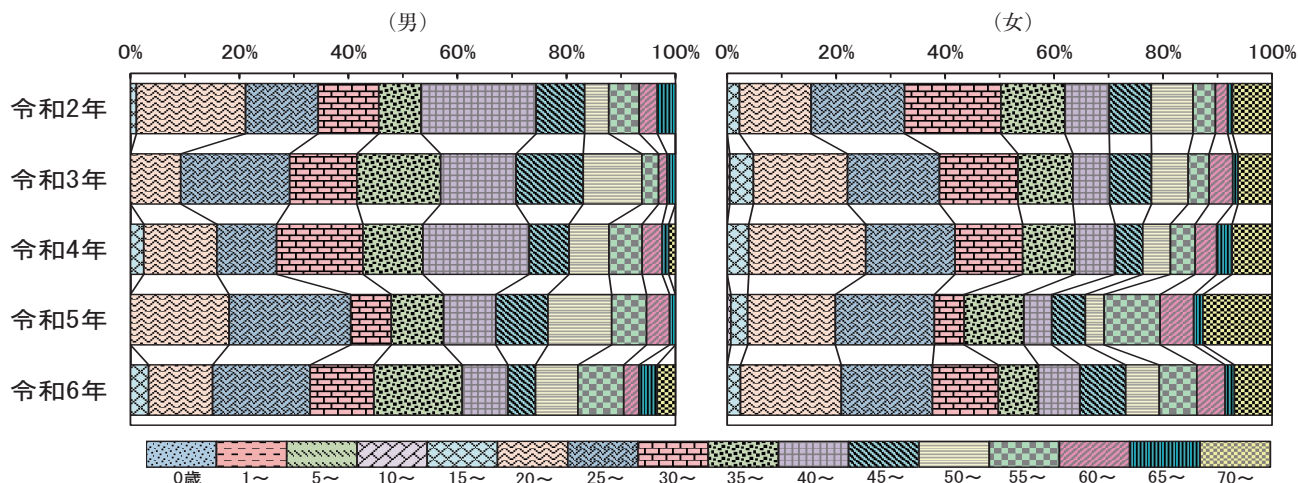 （男）
（女）
0% 20% 40% 60% 80% 100%
0% 20% 40% 60% 80% 100%
令和2年
令和3年
令和4年
令和5年
令和6年
0歳 1～ 5～ 10～ 15～ 20～ 25～ 30～ 35～ 40～ 45～ 50～ 55～ 60～ 65～ 70～